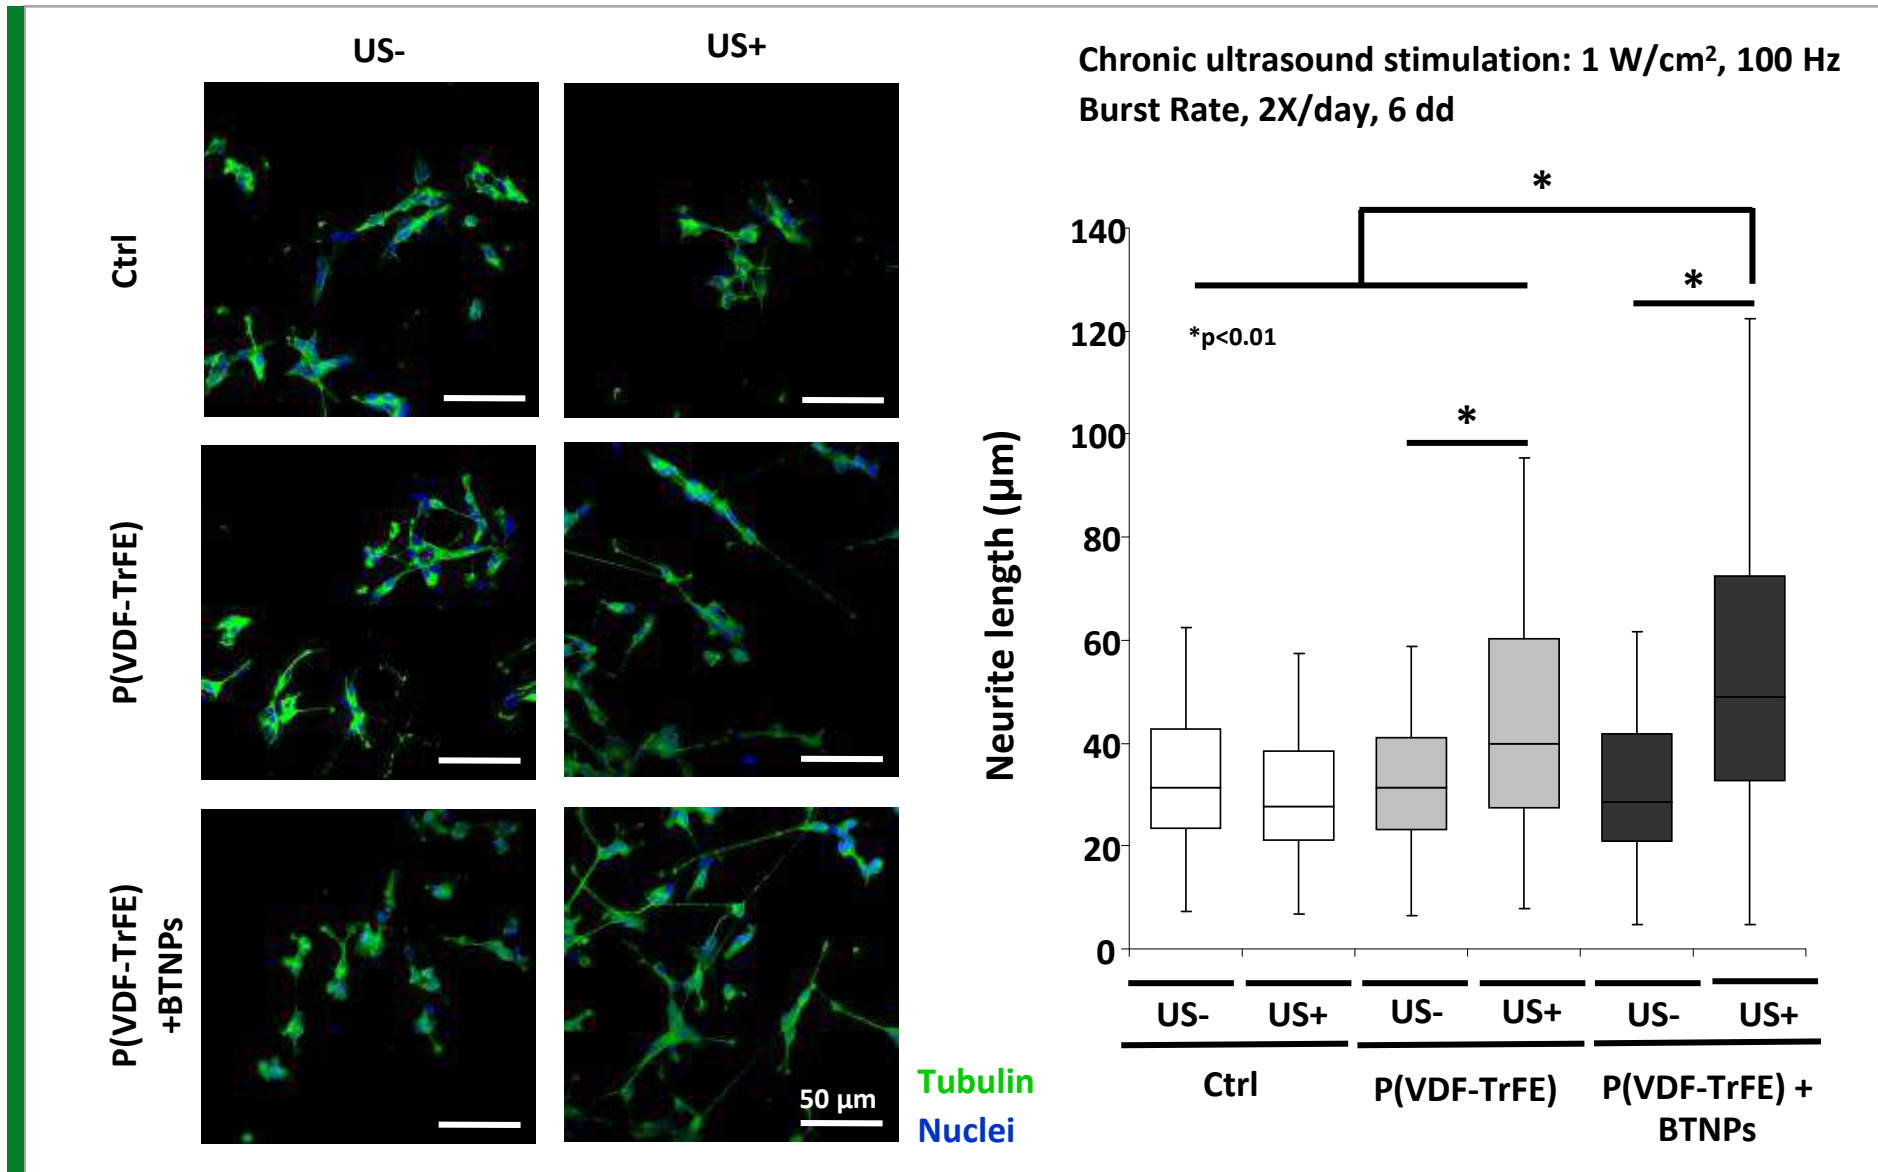 US-
US+
Ctrl
P(VDF-TrFE)
P(VDF-TrFE)
+BTNPs
50 µm
Tubulin
Nuclei
Chronic ultrasound stimulation: 1 W/cm², 100 Hz
Burst Rate, 2X/day, 6 dd
*
*
*p<0.01
*
Neurite length (µm)
140
120
100
80
60
40
20
0
US-
US+
US-
US+
US-
US+
Ctrl
P(VDF-TrFE)
P(VDF-TrFE) +
BTNPs